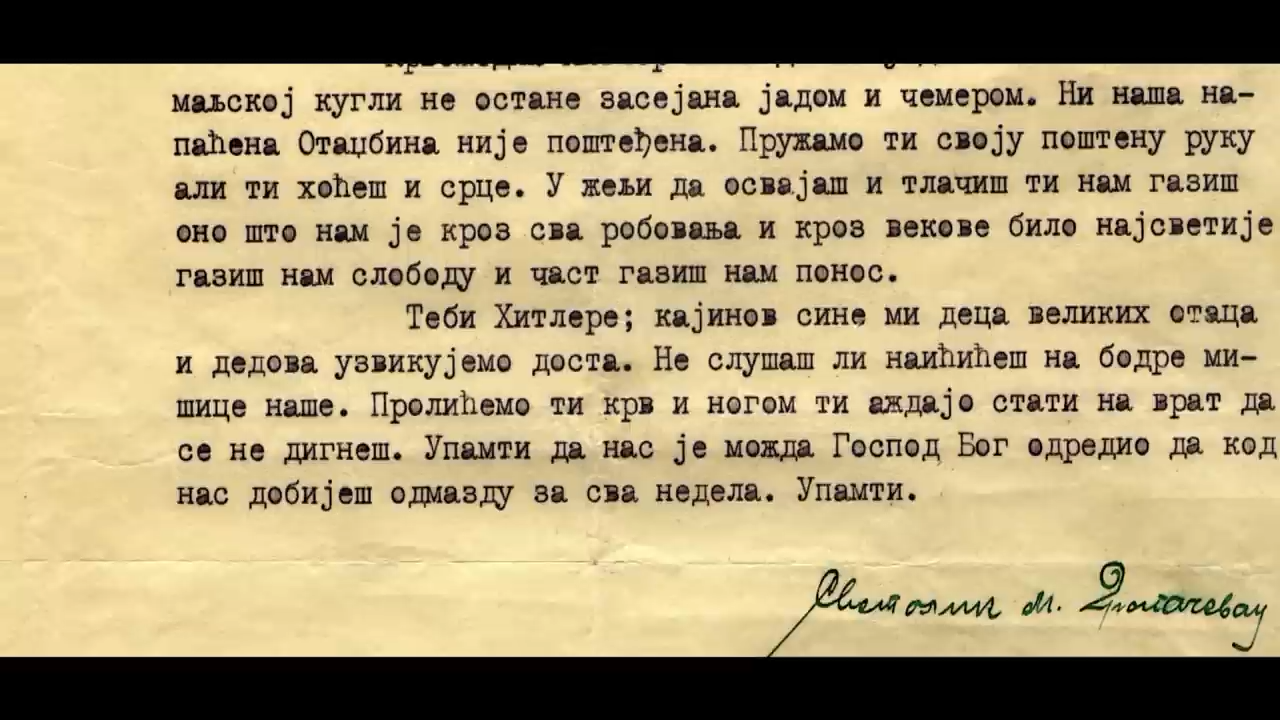 маљској кугли не остане засејана јадом и чемером. Ни наша на-
паћена Отаџбина није поштеђена. Пружамо ти своју поштену руку
али ти хоћеш и срце. У жељи да освајаш и тлачиш ти нам газиш
оно што нам је кроз сва робовања и кроз векове било најсветије
газиш нам слободу и част газиш нам понос.
Теби Хитлере; кајинов сине ми деца великих отаца
и дедова узвикујемо доста. Не слушаш ли наићићеш на бодре ми-
шице наше. Пролићемо ти крв и ногом ти аждајо стати на врат да
се не дигнеш. Упамти да нас је можда Господ Бог одредио да код
нас добијеш одмазду за сва недела. Упамти.
М.